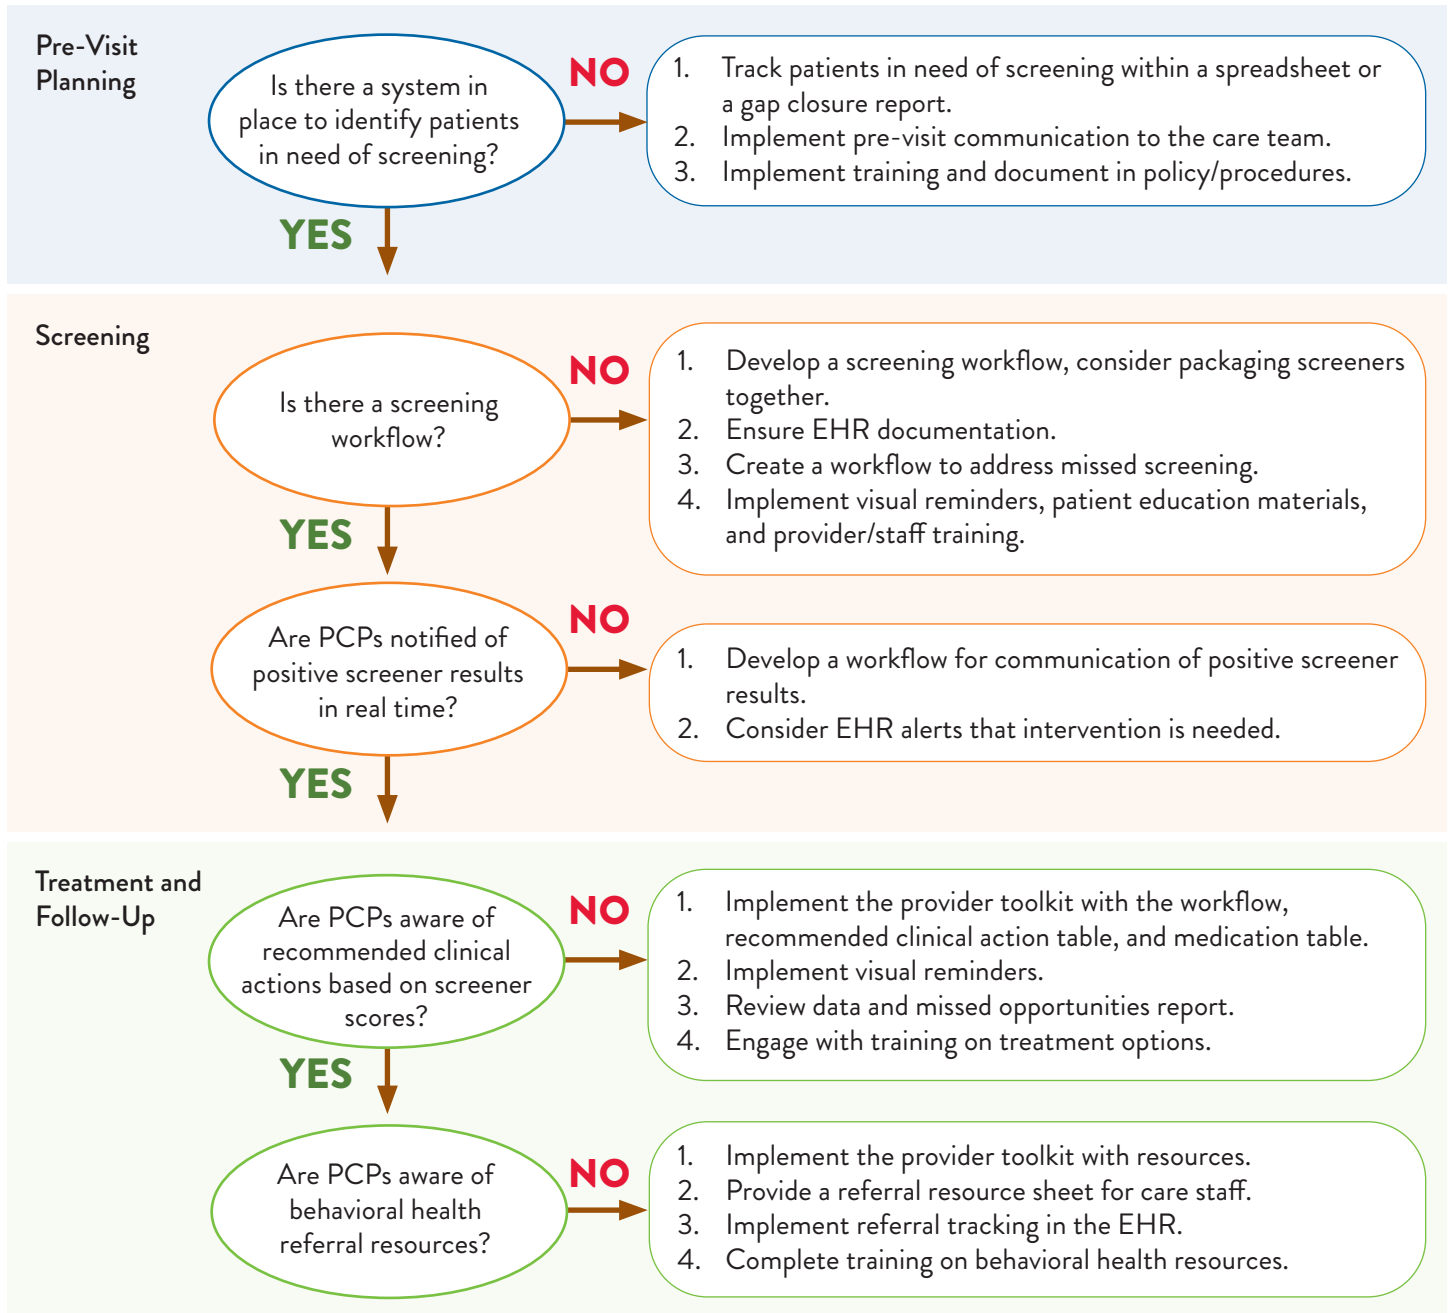 Pre-Visit
Planning
Is there a system in
place to identify patients
in need of screening?
NO
1. Track patients in need of screening within a spreadsheet or
a gap closure report.
2. Implement pre-visit communication to the care team.
3. Implement training and document in policy/procedures.
YES
Screening
Is there a screening
workflow?
NO
1. Develop a screening workflow, consider packaging screeners
together.
2. Ensure EHR documentation.
3. Create a workflow to address missed screening.
4. Implement visual reminders, patient education materials,
and provider/staff training.
YES
Are PCPs notified of
positive screener results
in real time?
NO
1. Develop a workflow for communication of positive screener
results.
2. Consider EHR alerts that intervention is needed.
YES
Treatment and
Follow-Up
Are PCPs aware of
recommended clinical
actions based on screener
scores?
NO
1. Implement the provider toolkit with the workflow,
recommended clinical action table, and medication table.
2. Implement visual reminders.
3. Review data and missed opportunities report.
4. Engage with training on treatment options.
YES
Are PCPs aware of
behavioral health
referral resources?
NO
1. Implement the provider toolkit with resources.
2. Provide a referral resource sheet for care staff.
3. Implement referral tracking in the EHR.
4. Complete training on behavioral health resources.